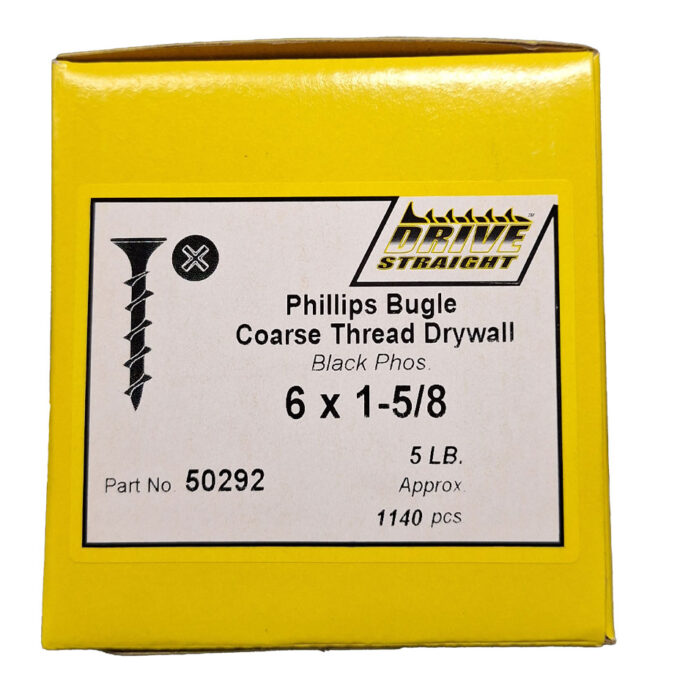 DRIVE™
STRAIGHT
Phillips Bugle
Coarse Thread Drywall
Black Phos.
6 x 1-5/8
5 LB.
Part No. 50292
Approx.
1140 pcs